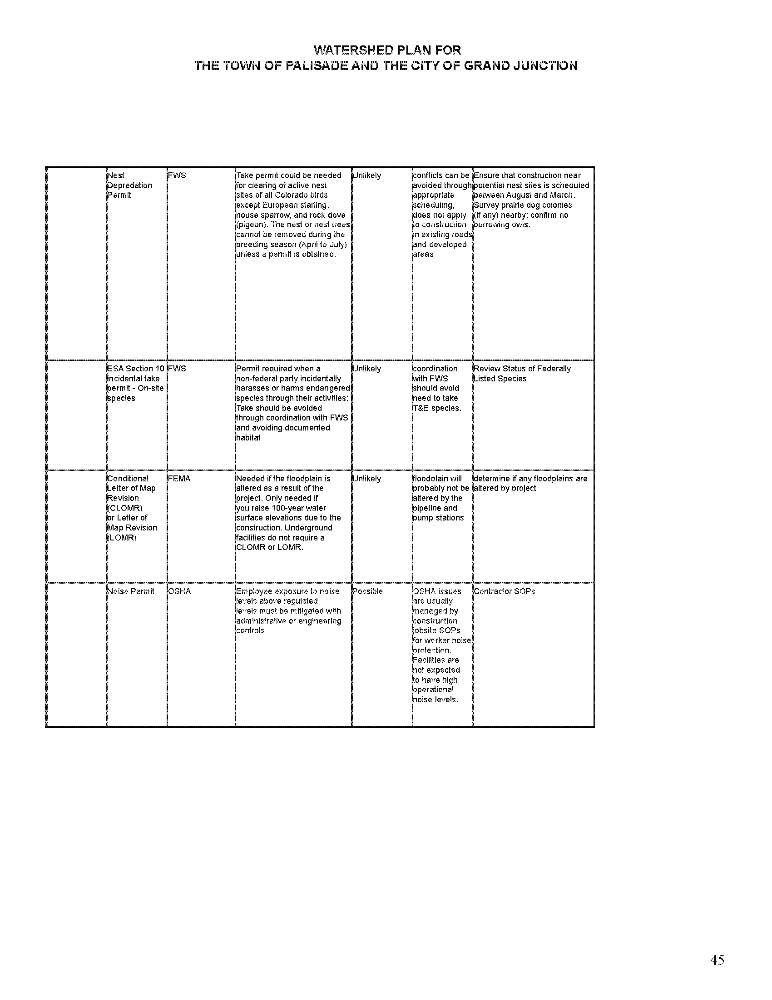 WATERSHED PLAN FOR
THE TOWN OF PALISADE AND THE CITY OF GRAND JUNCTION
Nest
Depredation
Permit
FWS
Take permit could be needed
for clearing of active nest
sites of all Colorado birds
except European starling,
house sparrow, and rock dove
(pigeon). The nest or nest trees
cannot be removed during the
breeding season (April to July)
unless a permit is obtained.
Unlikely
conflicts can be
avoided through
appropriate
scheduling,
does not apply
to construction
in existing roads
and developed
areas
Ensure that construction near
potential nest sites is scheduled
between August and March.
Survey prairie dog colonies
(if any) nearby; confirm no
burrowing owls.
ESA Section 10
incidental take
permit - On-site
species
FWS
Permit required when a
non-federal party incidentally
harasses or harms endangered
species through their activities;
Take should be avoided
through coordination with FWS
and avoiding documented
habitat
Unlikely
coordination
with FWS
should avoid
need to take
T&E species.
Review Status of Federally
Listed Species
Conditional
Letter of Map
Revision
(CLOMR)
or Letter of
Map Revision
(LOMR)
FEMA
Needed if the floodplain is
altered as a result of the
project. Only needed if
you raise 100-year water
surface elevations due to the
construction. Underground
facilities do not require a
CLOMR or LOMR.
Unlikely
floodplain will
probably not be
altered by the
pipeline and
pump stations
determine if any floodplains are
altered by project
Noise Permit
OSHA
Employee exposure to noise
levels above regulated
levels must be mitigated with
administrative or engineering
controls
Possible
OSHA issues
are usually
managed by
construction
jobsite SOPs
for worker noise
protection.
Facilities are
not expected
to have high
operational
noise levels.
Contractor SOPs
45